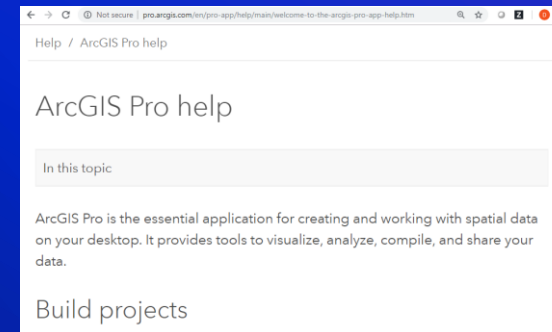 Not secure | pro.arcgis.com/en/pro-app/help/main/welcome-to-the-arcgis-pro-app-help.htm
Help / ArcGIS Pro help
ArcGIS Pro help
In this topic
ArcGIS Pro is the essential application for creating and working with spatial data
on your desktop. It provides tools to visualize, analyze, compile, and share your
data.
Build projects